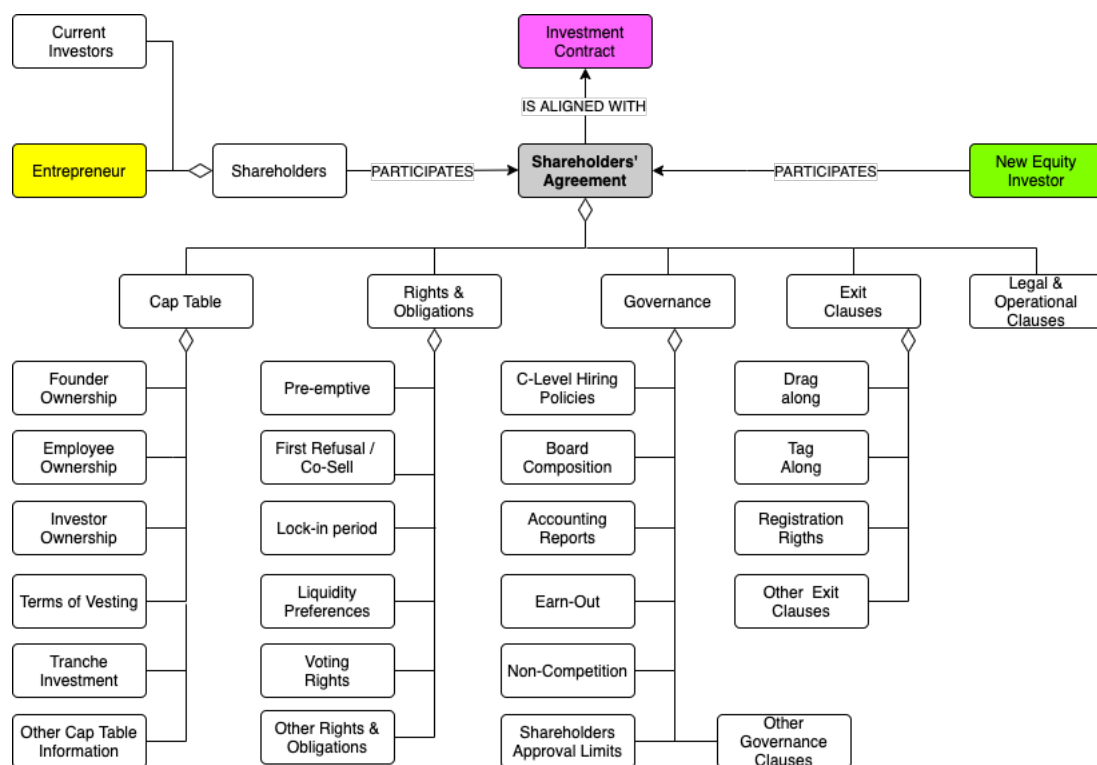 Current
Investors
Investment
Contract
IS ALIGNED WITH
Entrepreneur
Shareholders
PARTICIPATES
Shareholders'
Agreement
PARTICIPATES
New Equity
Investor
Cap Table
Rights &
Obligations
Governance
Exit
Clauses
Legal &
Operational
Clauses
Founder
Ownership
Employee
Ownership
Investor
Ownership
Terms of Vesting
Tranche
Investment
Other Cap Table
Information
Pre-emptive
First Refusal /
Co-Sell
Lock-in period
Liquidity
Preferences
Voting
Rights
Other Rights &
Obligations
C-Level Hiring
Policies
Board
Composition
Accounting
Reports
Earn-Out
Non-Competition
Shareholders
Approval Limits
Other
Governance
Clauses
Drag
along
Tag
Along
Registration
Rigths
Other Exit
Clauses